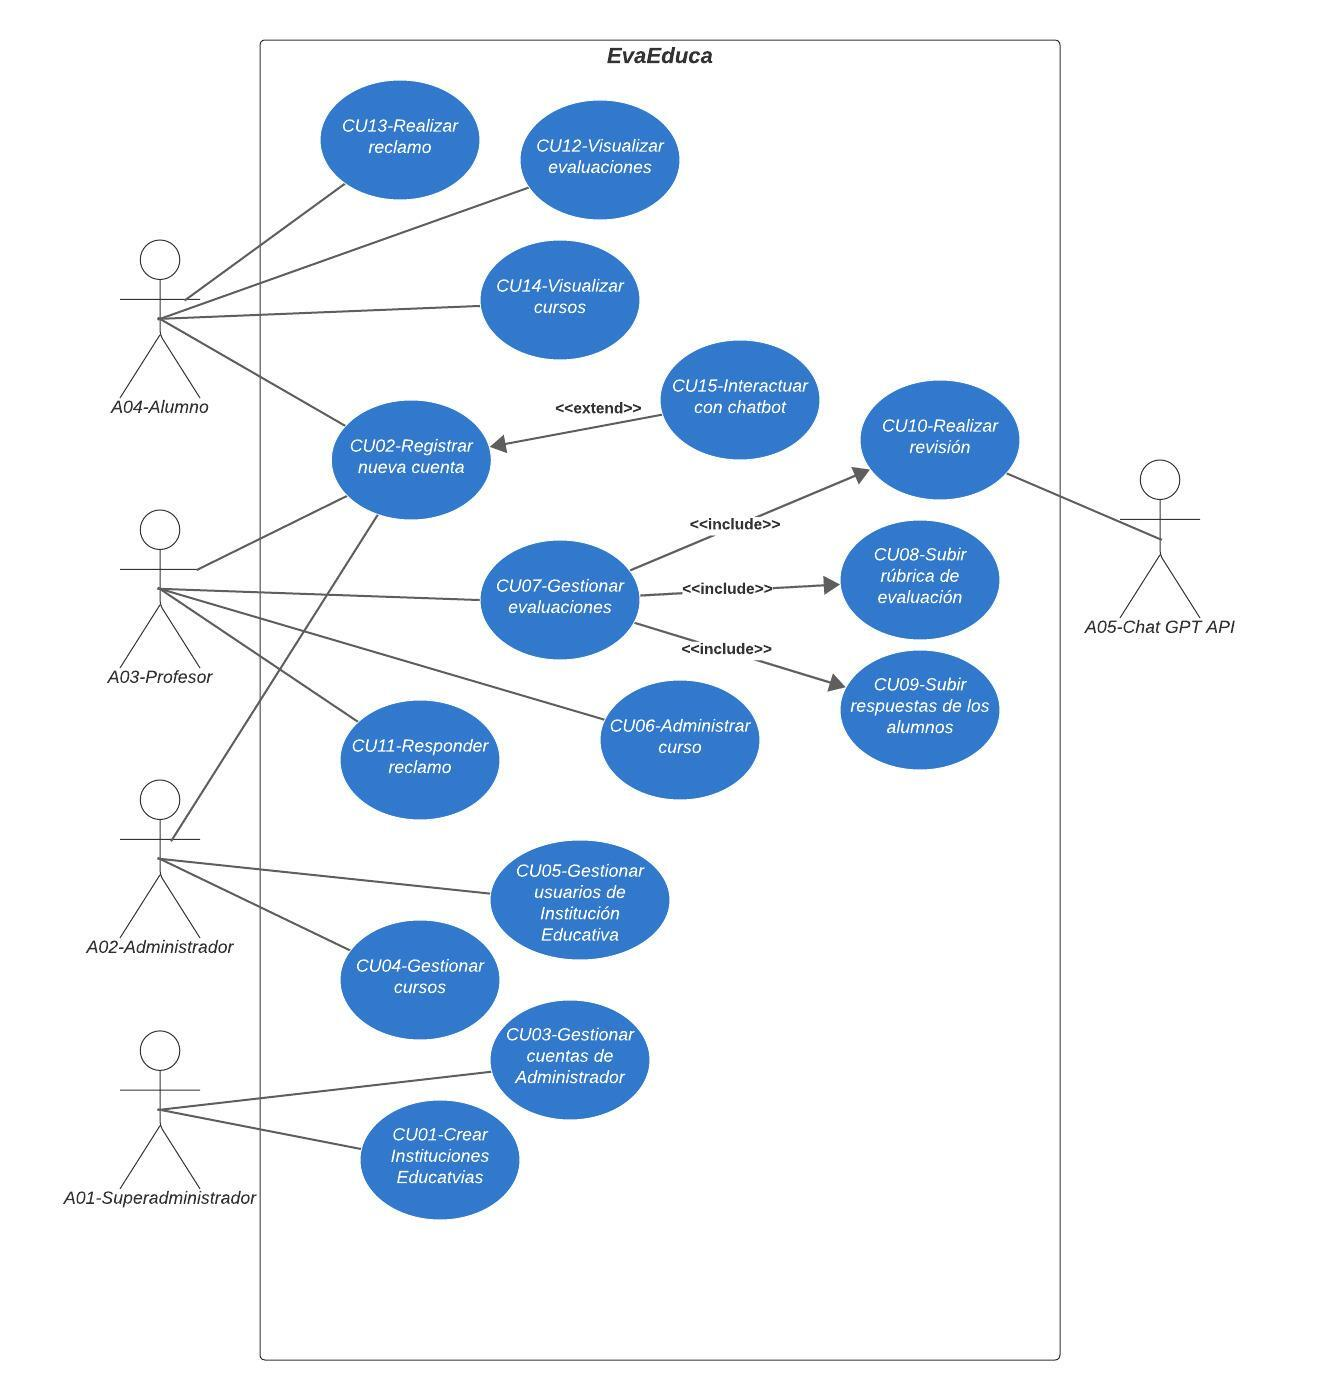 EvaEduca
CU13-Realizar
reclamo
CU12-Visualizar
evaluaciones
CU14-Visualizar
cursos
A04-Alumno
<<extend>>
CU15-Interactuar
con chatbot
CU02-Registrar
nueva cuenta
CU10-Realizar
revisión
<<include>>
CU08-Subir
rúbrica de
evaluación
CU07-Gestionar
evaluaciones
<<include>>
A05-Chat GPT API
<<include>>
CU09-Subir
respuestas de los
alumnos
A03-Profesor
CU06-Administrar
curso
CU11-Responder
reclamo
CU05-Gestionar
usuarios de
Institución
Educativa
A02-Administrador
CU04-Gestionar
cursos
CU03-Gestionar
cuentas de
Administrador
CU01-Crear
Instituciones
Educatvias
A01-Superadministrador